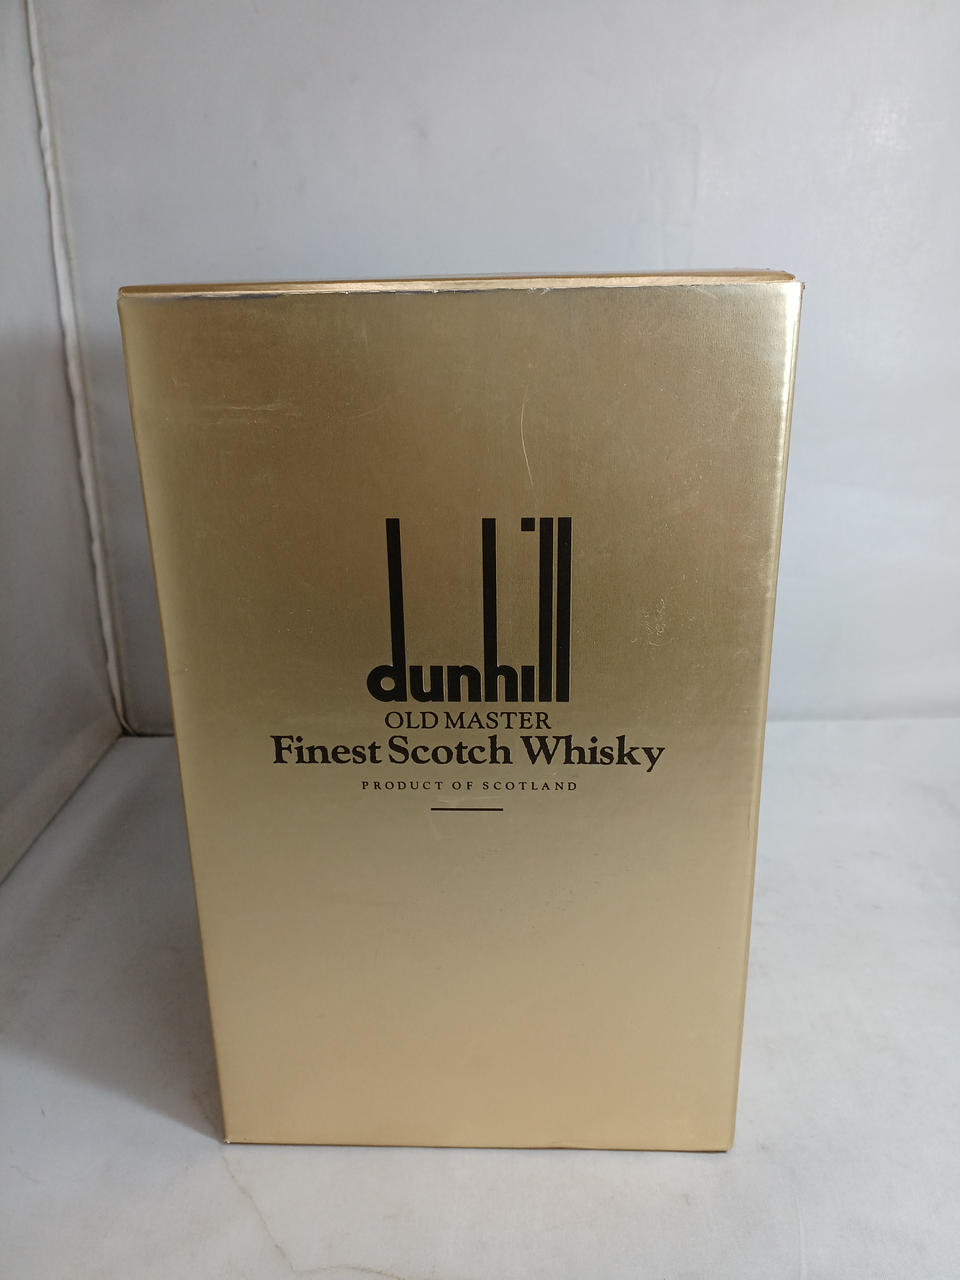 dunhill
OLD MASTER
Finest Scotch Whisky
PRODUCT OF SCOTLAND